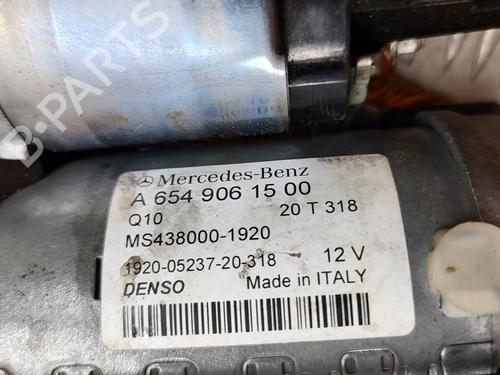 Mercedes-Benz
A 654 906 15 00
Q10 20 T 318
MS438000-1920
1920-05237-20-318 12 V
DENSO Made in ITALY